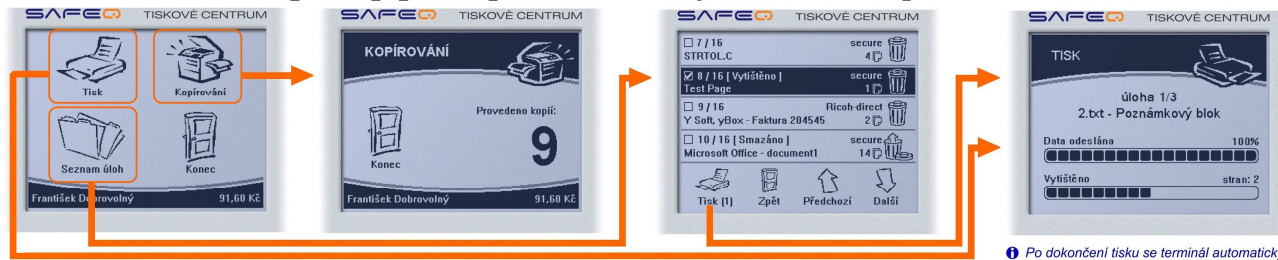 SAFEQ TISKOVÉ CENTRUM
Tisk Kopírování
Seznam úloh Konec
František Dobrovolný 91,60 Kč
SAFEQ TISKOVÉ CENTRUM
KOPÍROVÁNÍ
Provedeno kopií:
9
Konec
František Dobrovolný 91,60 Kč
SAFEQ TISKOVÉ CENTRUM
7 / 16 secure
STRTOL.C 4
8 / 16 [ Vytištěno ] secure
Test Page 1
9 / 16 Ricoh-direct
Y Soft, yBox - Faktura 204545 2
10 / 16 [ Smazáno ] secure
Microsoft Office - document1 14
Tisk (1) Zpět Předchozí Další
SAFEQ TISKOVÉ CENTRUM
TISK
úloha 1/3
2.txt - Poznámkový blok
Data odeslána 100%
Vytištěno stran: 2
Po dokončení tisku se terminál automatick